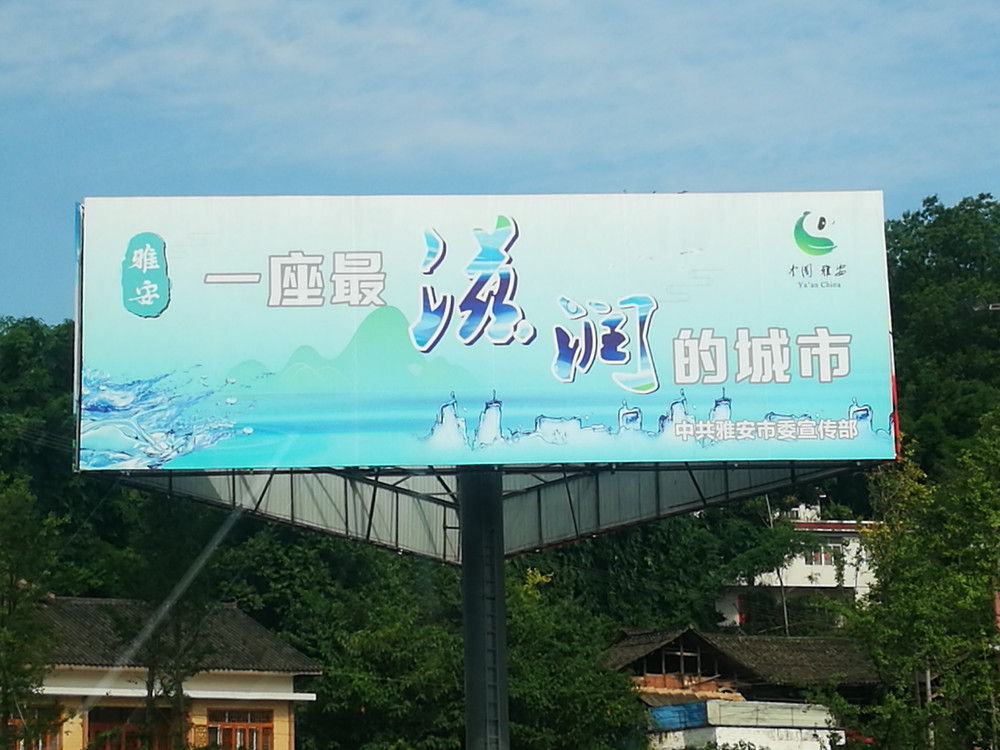 雅安
一座最滋润的城市
中国 雅安
Ya'an China
中共雅安市委宣传部